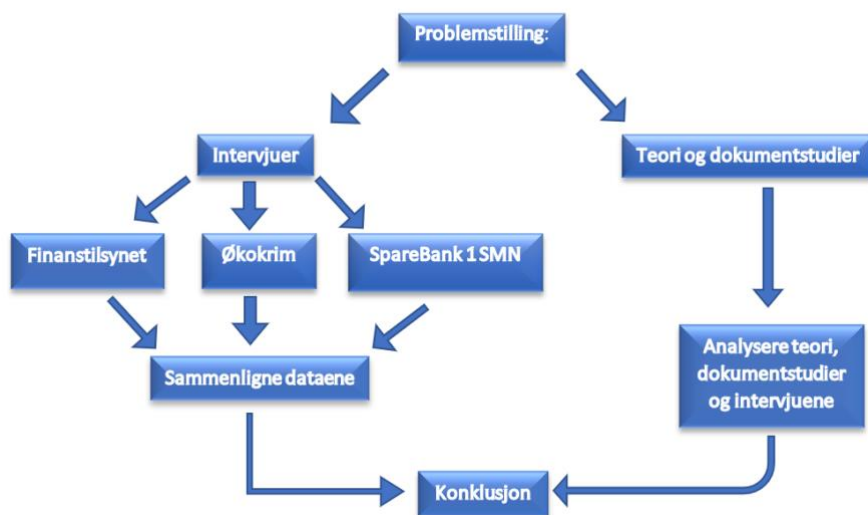 Problemstilling:
Intervjuer
Teori og dokumentstudier
Finanstilsynet
Økokrim
SpareBank 1 SMN
Sammenligne dataene
Analysere teori,
dokumentstudier
og intervjuene
Konklusjon